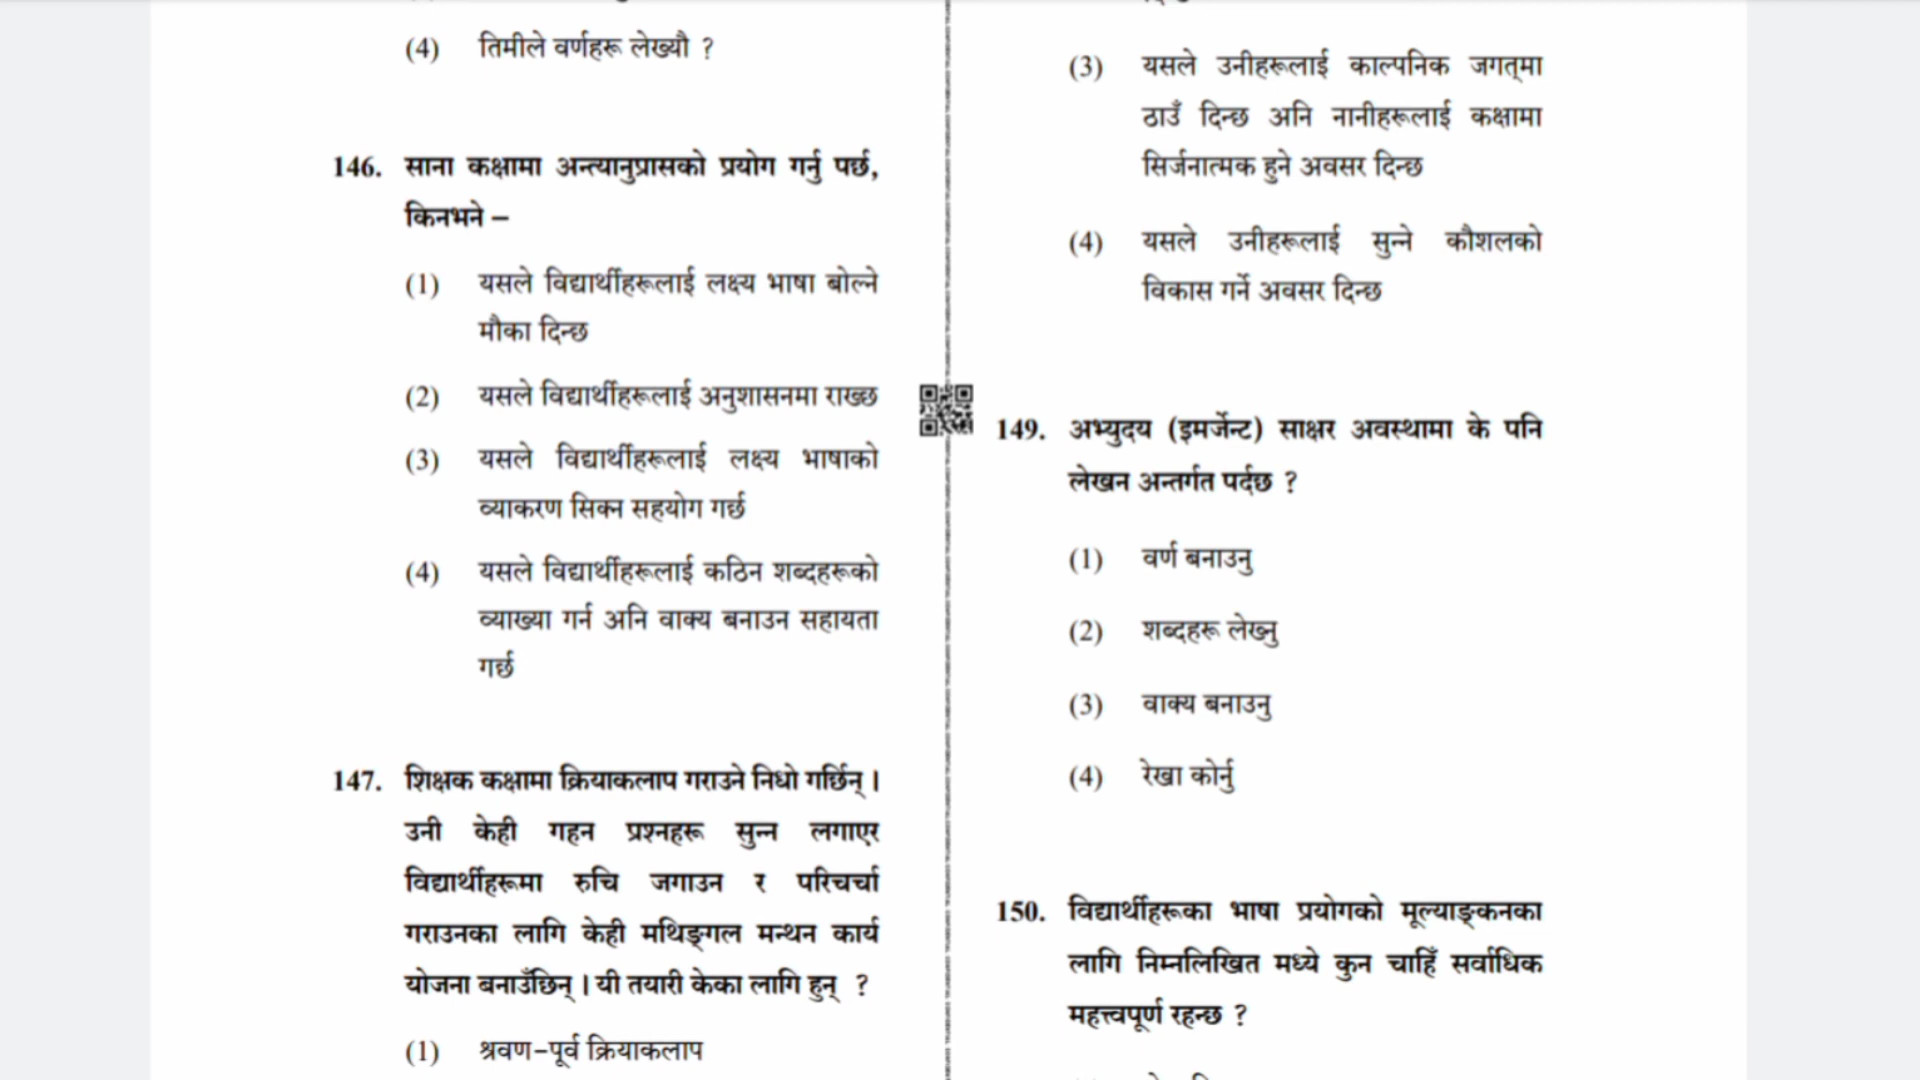 (4) तिमीले वर्णहरू लेख्यौ ?
146. साना कक्षामा अन्त्यानुप्रासको प्रयोग गर्नु पर्छ,
किनभने –
(1) यसले विद्यार्थीहरूलाई लक्ष्य भाषा बोल्ने
मौका दिन्छ
(2) यसले विद्यार्थीहरूलाई अनुशासनमा राख्छ
(3) यसले विद्यार्थीहरूलाई लक्ष्य भाषाको
व्याकरण सिक्न सहयोग गर्छ
(4) यसले विद्यार्थीहरूलाई कठिन शब्दहरूको
व्याख्या गर्न अनि वाक्य बनाउन सहायता
गर्छ
147. शिक्षक कक्षामा क्रियाकलाप गराउने निधो गर्छिन् ।
उनी केही गहन प्रश्नहरू सुन्न लगाएर
विद्यार्थीहरूमा रुचि जगाउन र परिचर्चा
गराउनका लागि केही मथिङ्गल मन्थन कार्य
योजना बनाउँछिन् । यी तयारी केका लागि हुन् ?
(1) श्रवण–पूर्व क्रियाकलाप
(3) यसले उनीहरूलाई काल्पनिक जगत्‌मा
ठाउँ दिन्छ अनि नानीहरूलाई कक्षामा
सिर्जनात्मक हुने अवसर दिन्छ
(4) यसले उनीहरूलाई सुन्ने कौशलको
विकास गर्ने अवसर दिन्छ
149. अभ्युदय (इमर्जेन्ट) साक्षर अवस्थामा के पनि
लेखन अन्तर्गत पर्दछ ?
(1) वर्ण बनाउनु
(2) शब्दहरू लेख्नु
(3) वाक्य बनाउनु
(4) रेखा कोर्नु
150. विद्यार्थीहरूका भाषा प्रयोगको मूल्याङ्कनका
लागि निम्नलिखित मध्ये कुन चाहिँ सर्वाधिक
महत्त्वपूर्ण रहन्छ ?